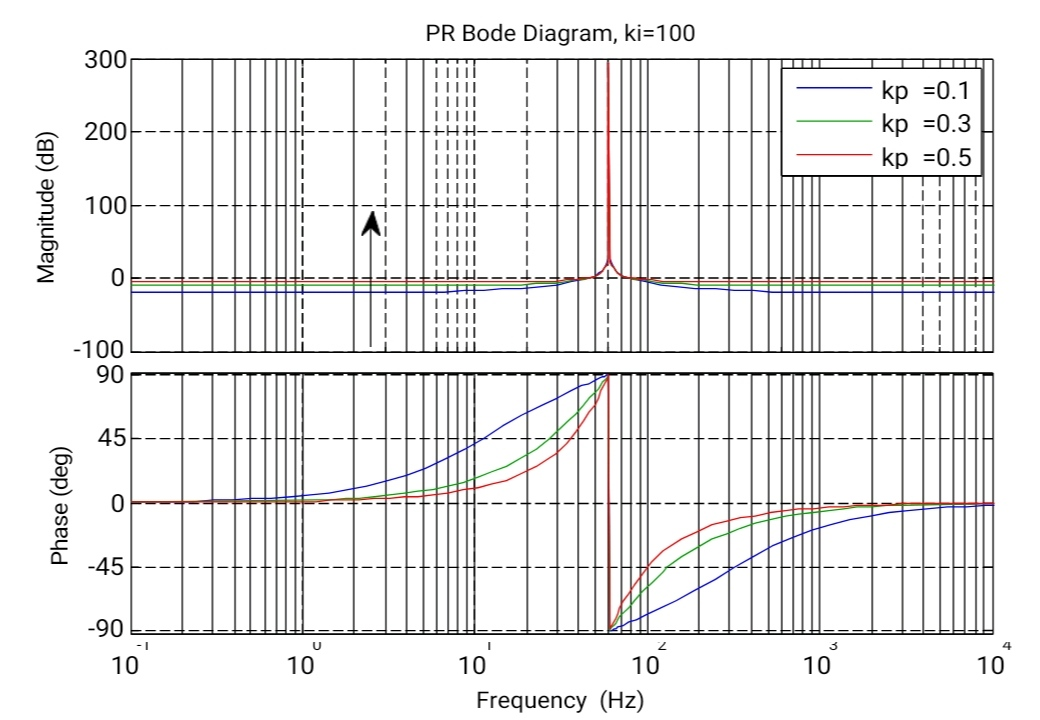 PR Bode Diagram, ki=100
300
200
100
0
-100
Magnitude (dB)
kp =0.1
kp =0.3
kp =0.5
90
45
0
-45
-90
Phase (deg)
10^-1 10^0 10^1 10^2 10^3 10^4
Frequency (Hz)